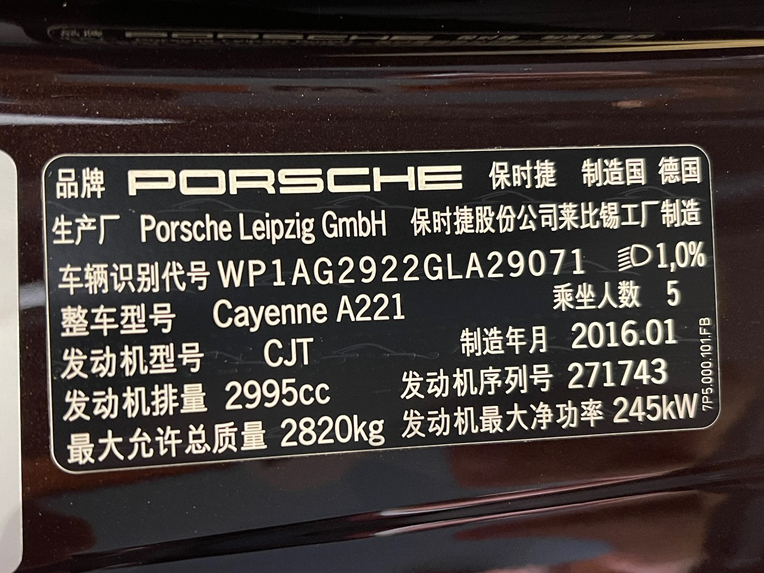 品牌 PORSCHE 保时捷 制造国 德国
生产厂 Porsche Leipzig GmbH 保时捷股份公司莱比锡工厂制造
车辆识别代号 WP1AG2922GLA29071 1,0%
整车型号 Cayenne A221 乘坐人数 5
发动机型号 CJT 制造年月 2016.01
发动机排量 2995cc 发动机序列号 271743
最大允许总质量 2820kg 发动机最大净功率 245kW
7P5.000.101.FB